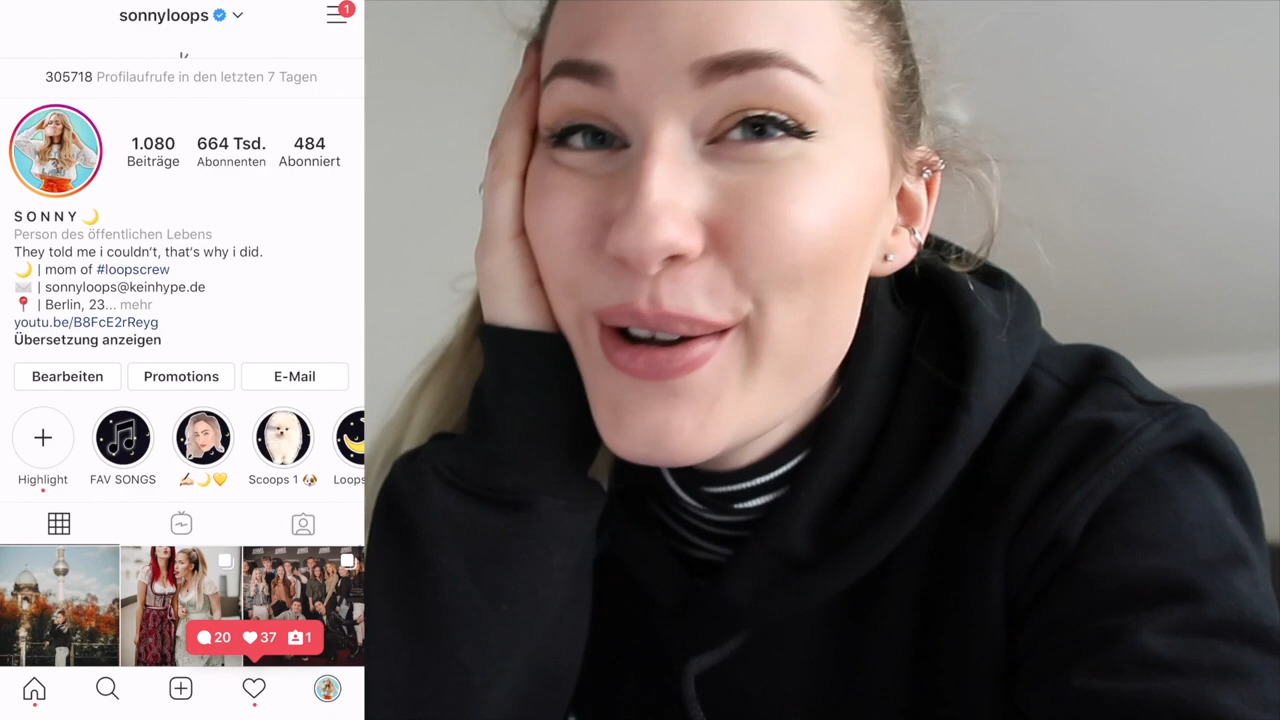 sonnyloops
1
305718 Profilaufrufe in den letzten 7 Tagen
1.080 664 Tsd. 484
Beiträge Abonnenten Abonniert
S O N N Y 🌙
Person des öffentlichen Lebens
They told me i couldn't, that's why i did.
🌙 | mom of #loopscrew
✉️ | sonnyloops@keinhype.de
📍 | Berlin, 23... mehr
youtu.be/B8FcE2rReyg
Übersetzung anzeigen
Bearbeiten Promotions E-Mail
Highlight FAV SONGS ✍🏻🌙💛 Scoops 1 🐶 Loops
20 37 1